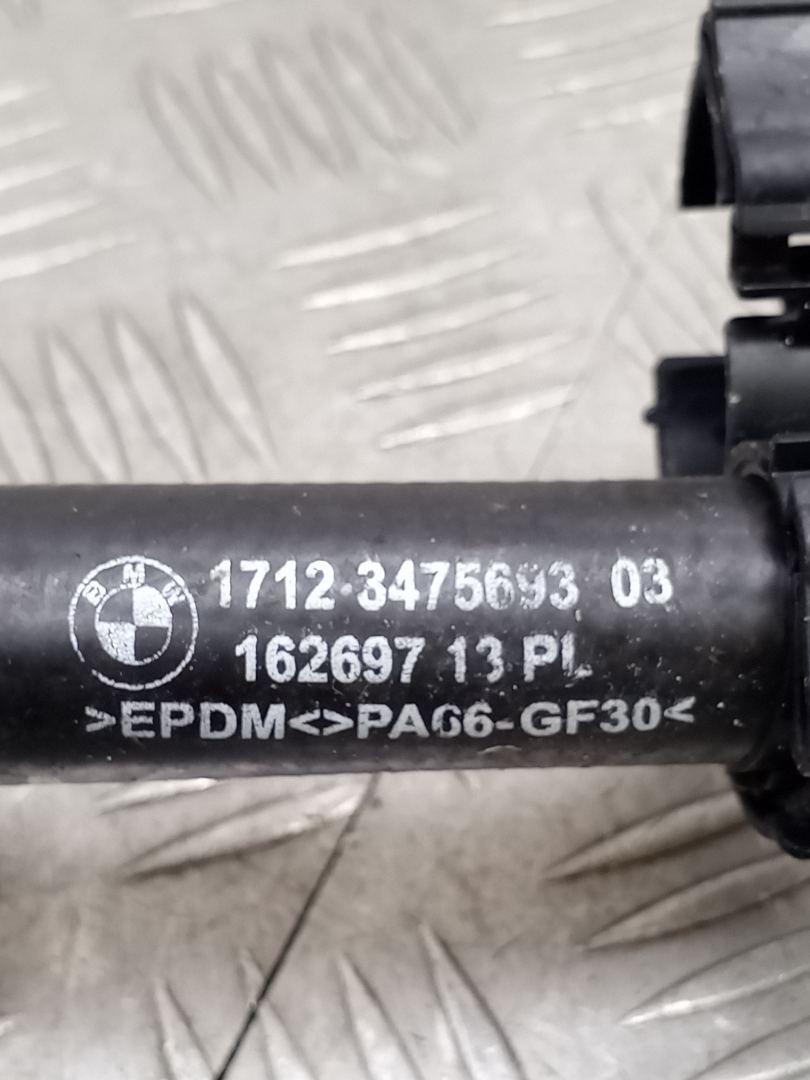 BMW
1712·3475693 03
162697 13 PL
>EPDM<>PA66-GF30<